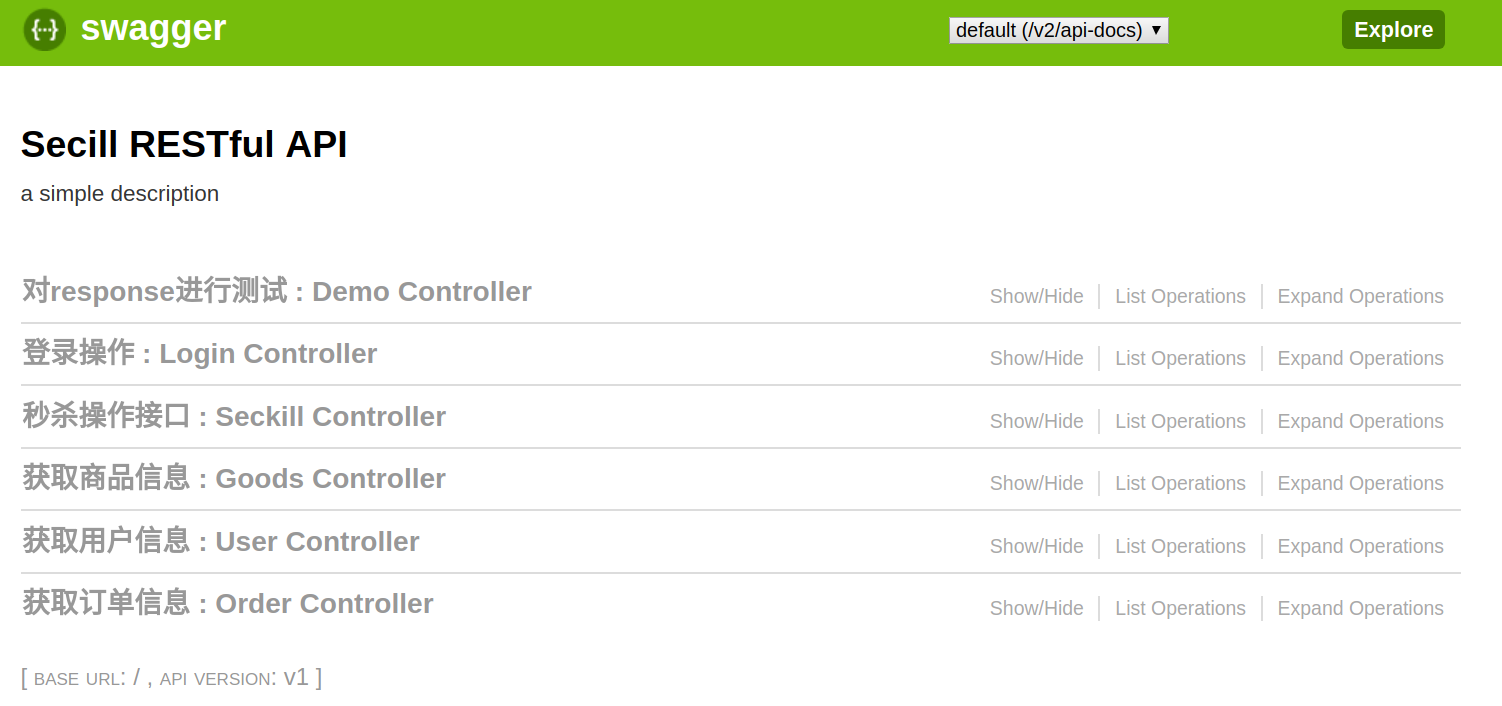 {···} swagger default (/v2/api-docs) ▼ Explore
Secill RESTful API
a simple description
对response进行测试 : Demo Controller Show/Hide List Operations Expand Operations
登录操作 : Login Controller Show/Hide List Operations Expand Operations
秒杀操作接口 : Seckill Controller Show/Hide List Operations Expand Operations
获取商品信息 : Goods Controller Show/Hide List Operations Expand Operations
获取用户信息 : User Controller Show/Hide List Operations Expand Operations
获取订单信息 : Order Controller Show/Hide List Operations Expand Operations
[ BASE URL: / , API VERSION: v1 ]